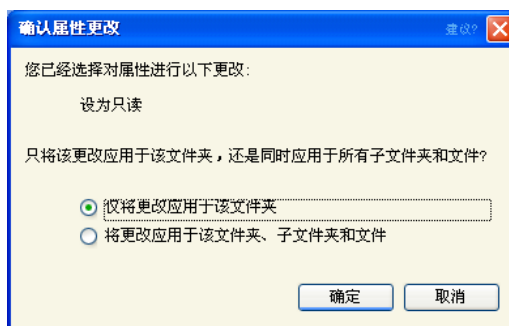 确认属性更改
建议?
您已经选择对属性进行以下更改:
设为只读
只将该更改应用于该文件夹，还是同时应用于所有子文件夹和文件?
仅将更改应用于该文件夹
将更改应用于该文件夹、子文件夹和文件
确定
取消